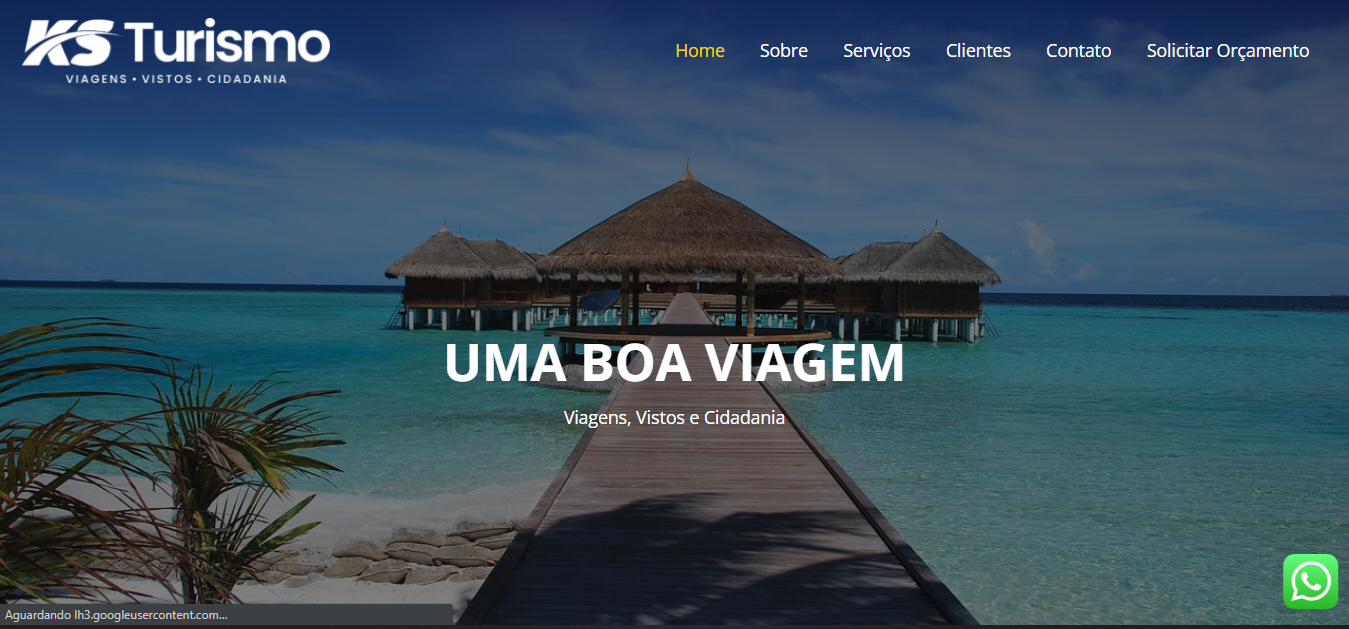 KS Turismo
VIAGENS • VISTOS • CIDADANIA
Home Sobre Serviços Clientes Contato Solicitar Orçamento
UMA BOA VIAGEM
Viagens, Vistos e Cidadania
Aguardando lh3.googleusercontent.com...